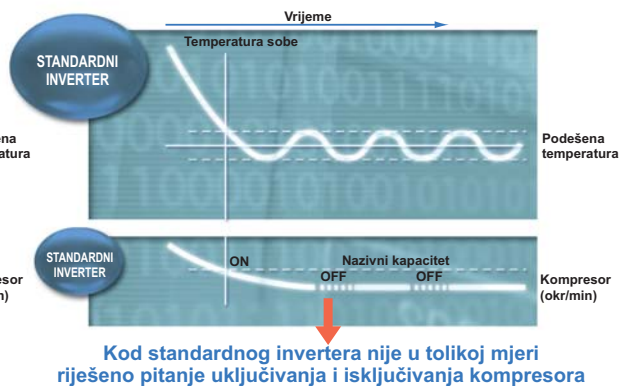 Vrijeme
Temperatura sobe
STANDARDNI
INVERTER
Podešena
temperatura
STANDARDNI
INVERTER
ON
Nazivni kapacitet
OFF
OFF
Kompresor
(okr/min)
Kod standardnog invertera nije u tolikoj mjeri
riješeno pitanje uključivanja i isključivanja kompresora